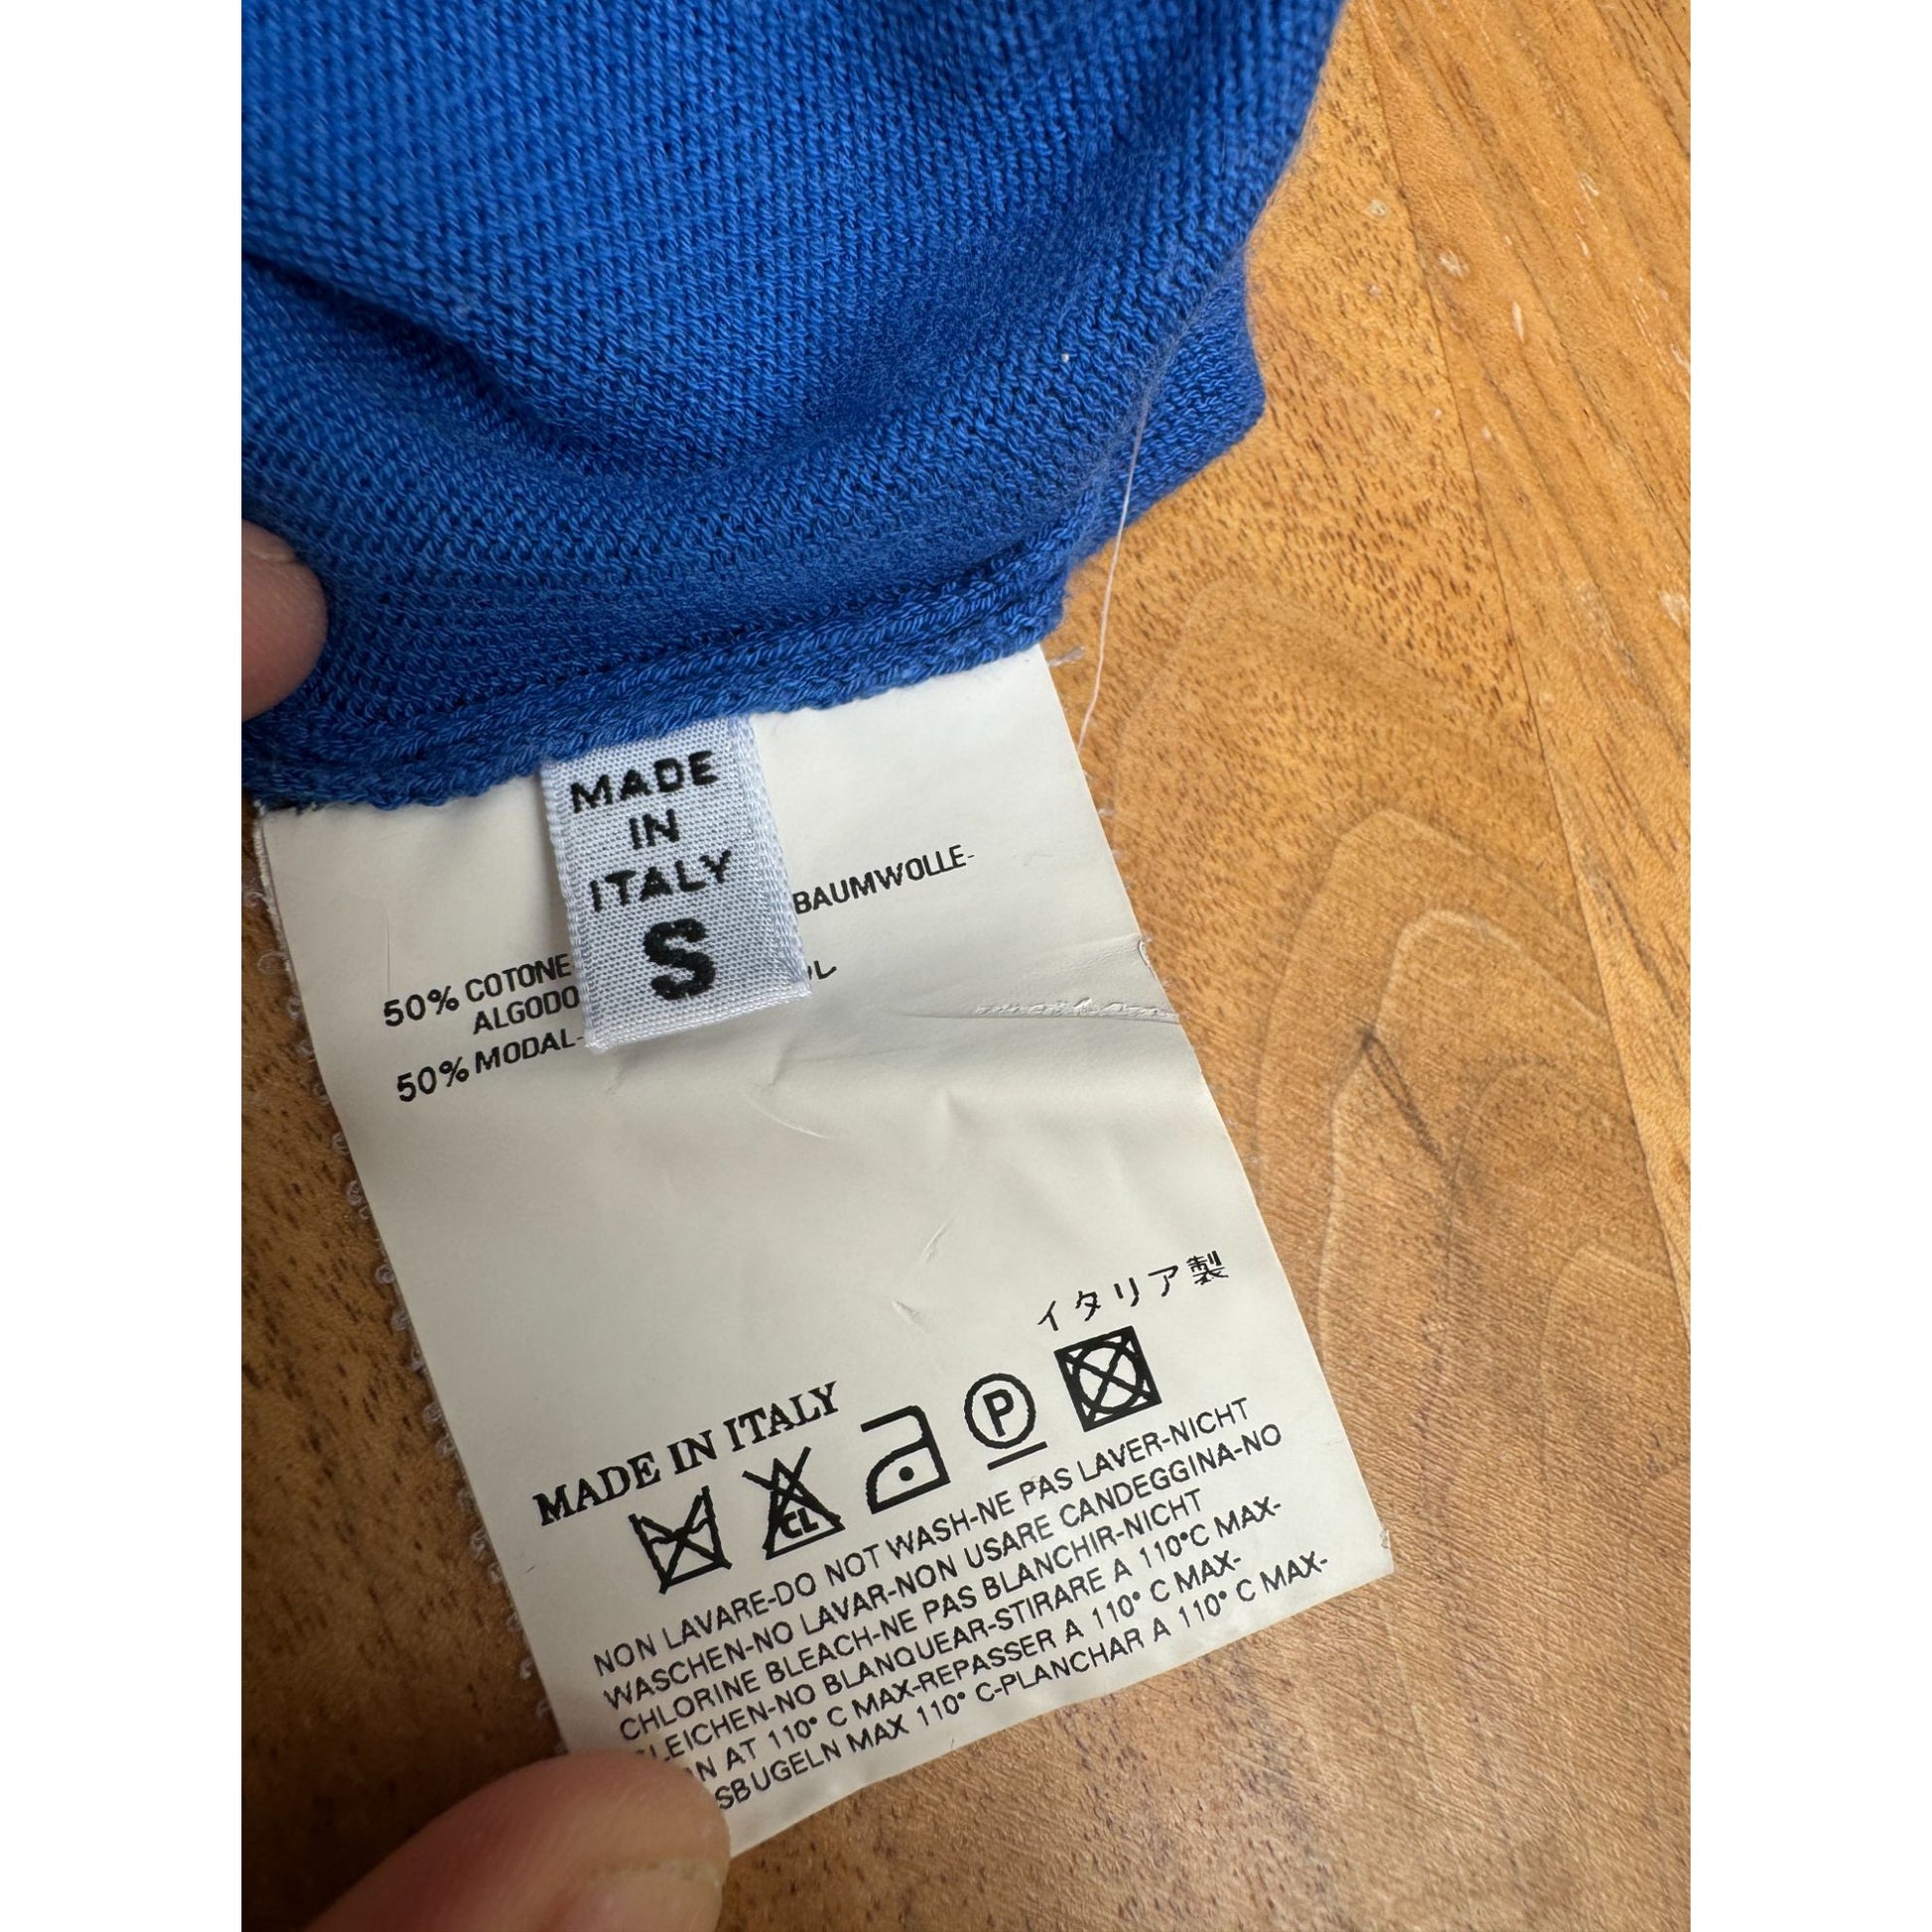 MADE
IN
ITALY
S
BAUMWOLLE-
50% COTONE
ALGODO
50% MODAL-
イタリア製
MADE IN ITALY
CL
P
NON LAVARE-DO NOT WASH-NE PAS LAVER-NICHT
WASCHEN-NO LAVAR-NON USARE CANDEGGINA-NO
CHLORINE BLEACH-NE PAS BLANCHIR-NICHT
LEICHEN-NO BLANQUEAR-STIRARE A 110°C MAX-
N AT 110° C MAX-REPASSER A 110° C MAX-
SBUGELN MAX 110° C-PLANCHAR A 110° C MAX-